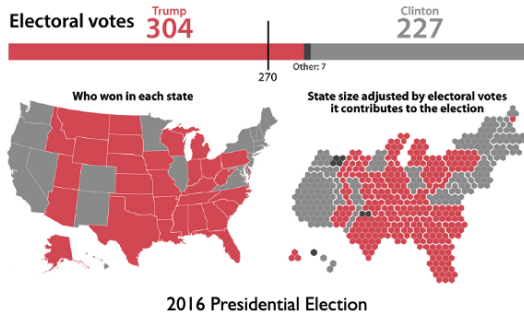 Electoral votes
Trump
304
Clinton
227
270
Other: 7
Who won in each state
State size adjusted by electoral votes
it contributes to the election
2016 Presidential Election